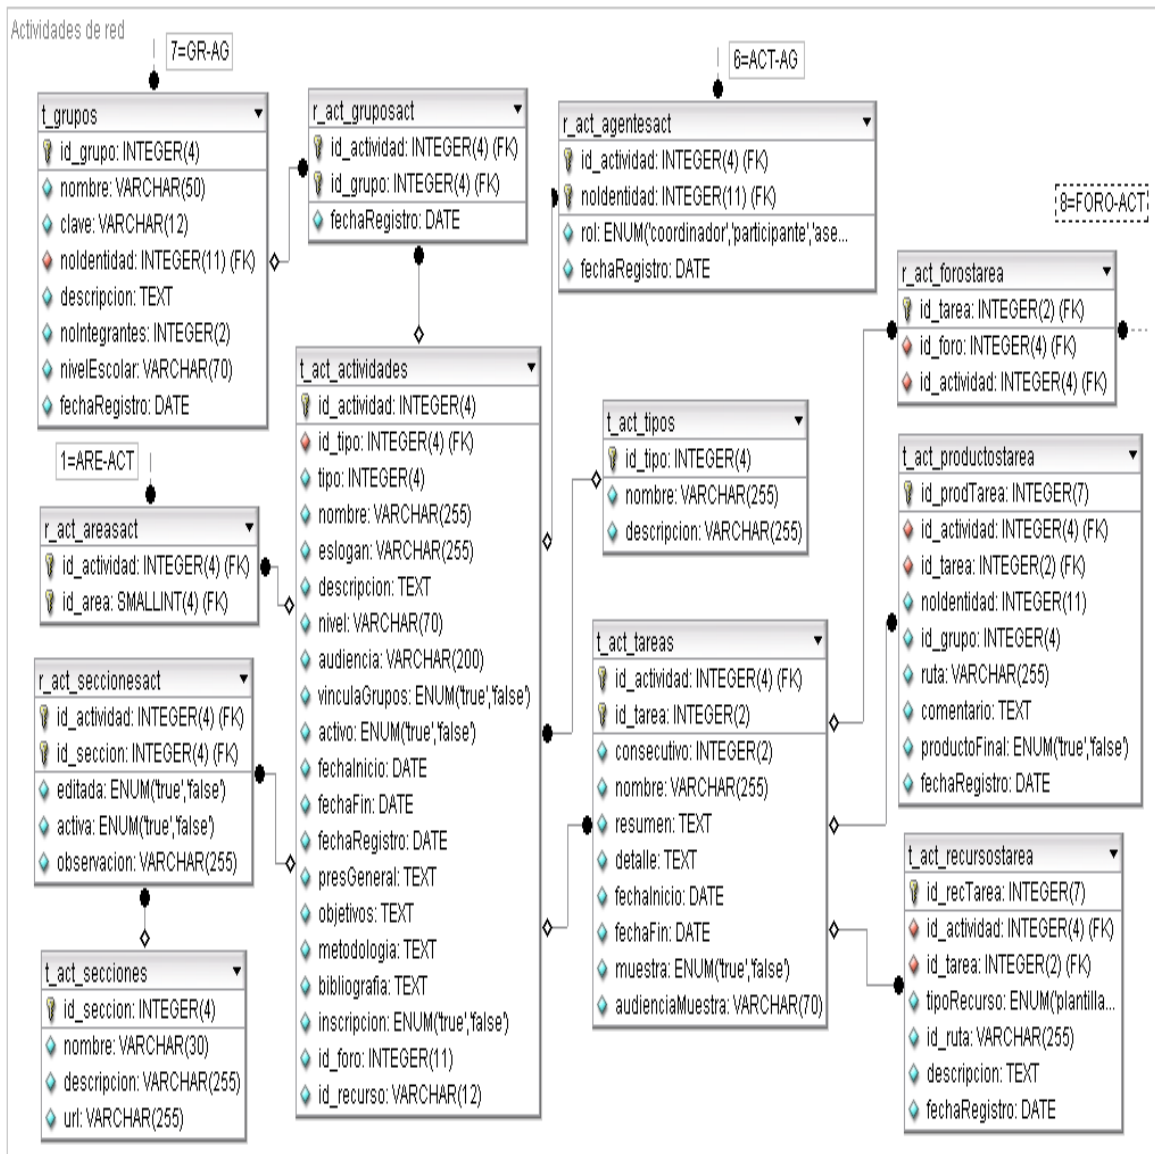 Actividades de red
7=GR-AG
t_grupos
id_grupo: INTEGER(4)
nombre: VARCHAR(50)
clave: VARCHAR(12)
noIdentidad: INTEGER(11) (FK)
descripcion: TEXT
noIntegrantes: INTEGER(2)
nivelEscolar: VARCHAR(70)
fechaRegistro: DATE
r_act_gruposact
id_actividad: INTEGER(4) (FK)
id_grupo: INTEGER(4) (FK)
fechaRegistro: DATE
6=ACT-AG
r_act_agentesact
id_actividad: INTEGER(4) (FK)
noIdentidad: INTEGER(11) (FK)
rol: ENUM('coordinador','participante','ase...
fechaRegistro: DATE
8=FORO-ACT
r_act_forostarea
id_tarea: INTEGER(2) (FK)
id_foro: INTEGER(4) (FK)
id_actividad: INTEGER(4) (FK)
1=ARE-ACT
r_act_areasact
id_actividad: INTEGER(4) (FK)
id_area: SMALLINT(4) (FK)
t_act_actividades
id_actividad: INTEGER(4)
id_tipo: INTEGER(4) (FK)
tipo: INTEGER(4)
nombre: VARCHAR(255)
eslogan: VARCHAR(255)
descripcion: TEXT
nivel: VARCHAR(70)
audiencia: VARCHAR(200)
vinculaGrupos: ENUM('true','false')
activo: ENUM('true','false')
fechaInicio: DATE
fechaFin: DATE
fechaRegistro: DATE
presGeneral: TEXT
objetivos: TEXT
metodologia: TEXT
bibliografia: TEXT
inscripcion: ENUM('true','false')
id_foro: INTEGER(11)
id_recurso: VARCHAR(12)
t_act_tipos
id_tipo: INTEGER(4)
nombre: VARCHAR(255)
descripcion: VARCHAR(255)
t_act_productostarea
id_prodTarea: INTEGER(7)
id_actividad: INTEGER(4) (FK)
id_tarea: INTEGER(2) (FK)
noIdentidad: INTEGER(11)
id_grupo: INTEGER(4)
ruta: VARCHAR(255)
comentario: TEXT
productoFinal: ENUM('true','false')
fechaRegistro: DATE
r_act_seccionesact
id_actividad: INTEGER(4) (FK)
id_seccion: INTEGER(4) (FK)
editada: ENUM('true','false')
activa: ENUM('true','false')
observacion: VARCHAR(255)
t_act_tareas
id_actividad: INTEGER(4) (FK)
id_tarea: INTEGER(2)
consecutivo: INTEGER(2)
nombre: VARCHAR(255)
resumen: TEXT
detalle: TEXT
fechaInicio: DATE
fechaFin: DATE
muestra: ENUM('true','false')
audienciaMuestra: VARCHAR(70)
t_act_recursostarea
id_recTarea: INTEGER(7)
id_actividad: INTEGER(4) (FK)
id_tarea: INTEGER(2) (FK)
tipoRecurso: ENUM('plantilla...
id_ruta: VARCHAR(255)
descripcion: TEXT
fechaRegistro: DATE
t_act_secciones
id_seccion: INTEGER(4)
nombre: VARCHAR(30)
descripcion: VARCHAR(255)
url: VARCHAR(255)